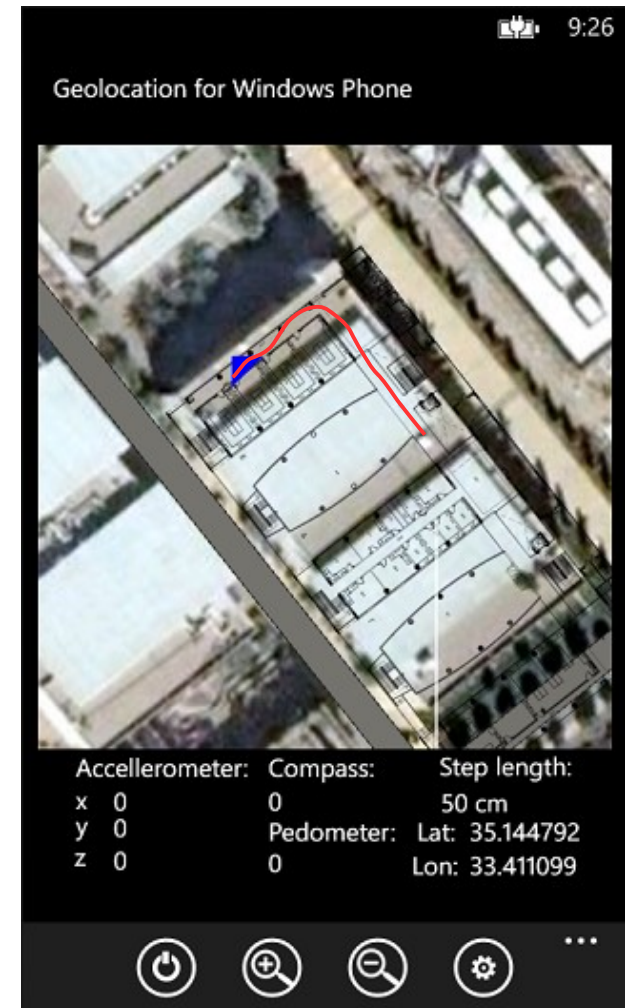 9:26
Geolocation for Windows Phone
Accellerometer: Compass: Step length:
x 0 0 50 cm
y 0 Pedometer: Lat: 35.144792
z 0 0 Lon: 33.411099